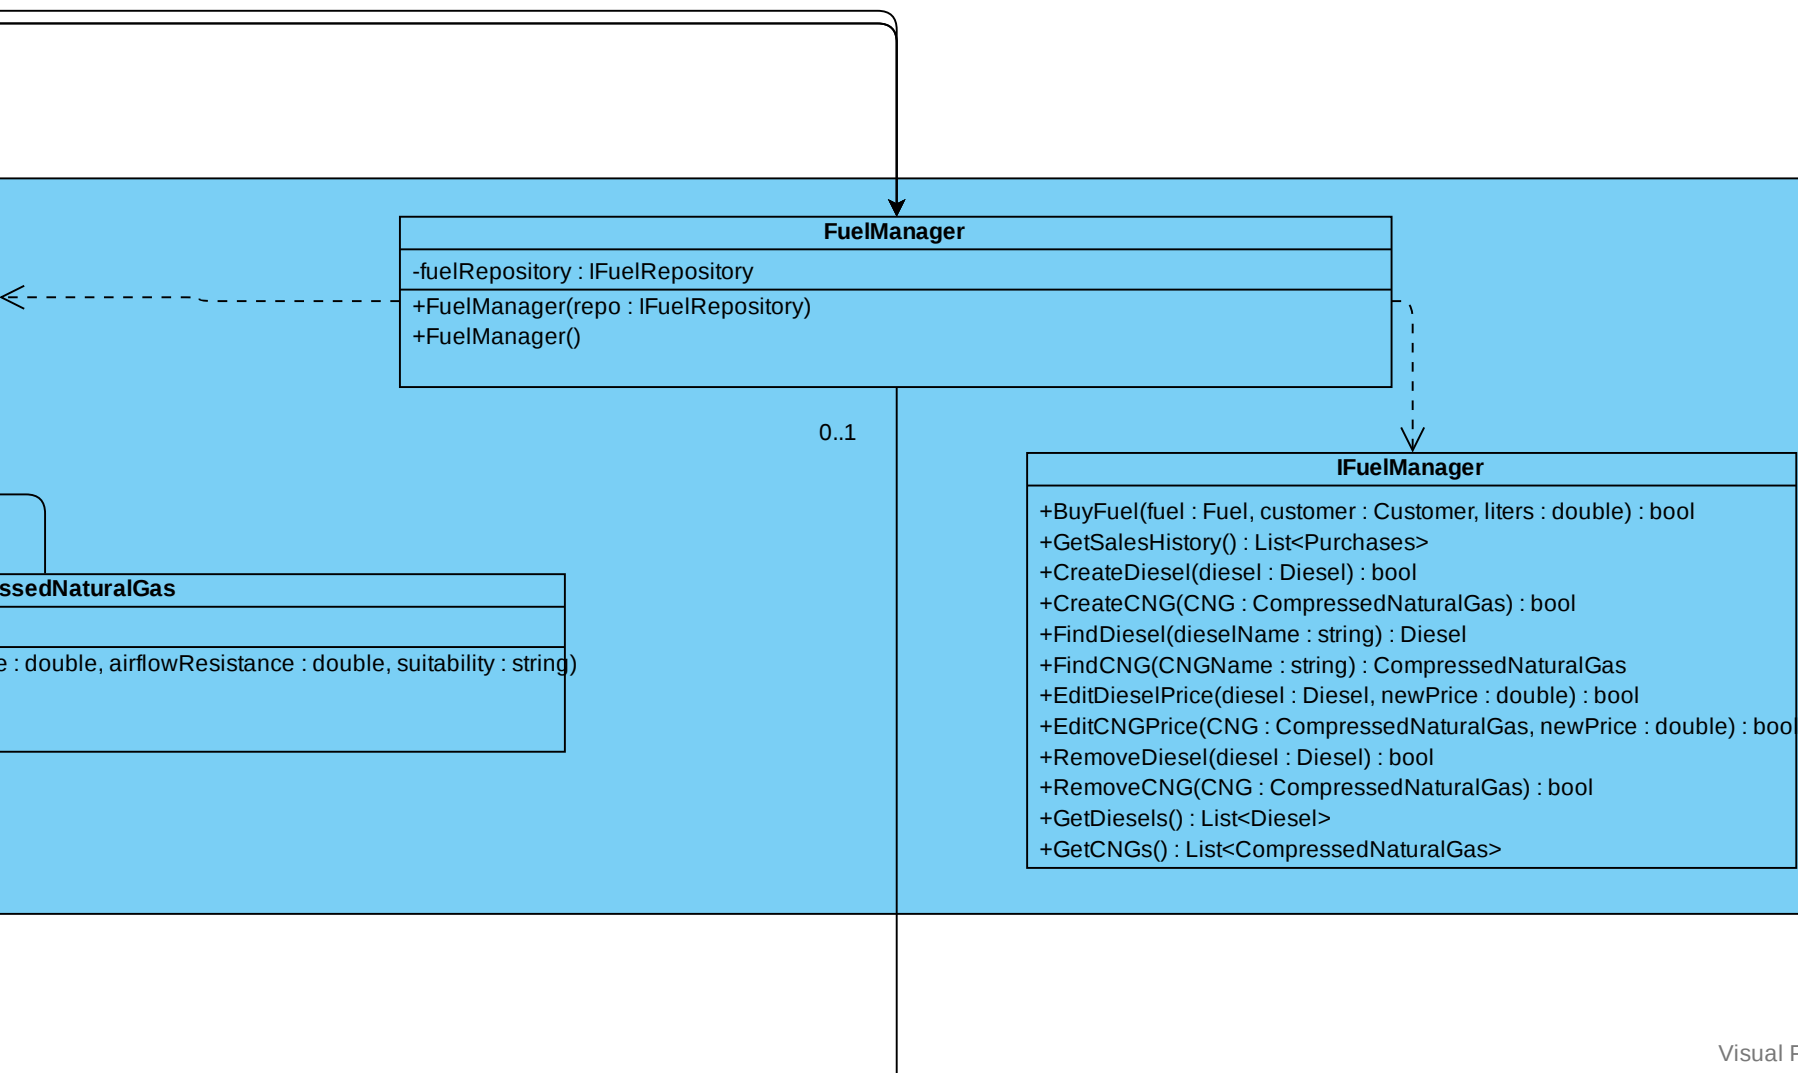 FuelManager
-fuelRepository : IFuelRepository
+FuelManager(repo : IFuelRepository)
+FuelManager()
0..1
IFuelManager
+BuyFuel(fuel : Fuel, customer : Customer, liters : double) : bool
+GetSalesHistory() : List<Purchases>
+CreateDiesel(diesel : Diesel) : bool
+CreateCNG(CNG : CompressedNaturalGas) : bool
+FindDiesel(dieselName : string) : Diesel
+FindCNG(CNGName : string) : CompressedNaturalGas
+EditDieselPrice(diesel : Diesel, newPrice : double) : bool
+EditCNGPrice(CNG : CompressedNaturalGas, newPrice : double) : bool
+RemoveDiesel(diesel : Diesel) : bool
+RemoveCNG(CNG : CompressedNaturalGas) : bool
+GetDiesels() : List<Diesel>
+GetCNGs() : List<CompressedNaturalGas>
ssedNaturalGas
e : double, airflowResistance : double, suitability : string)
Visual P